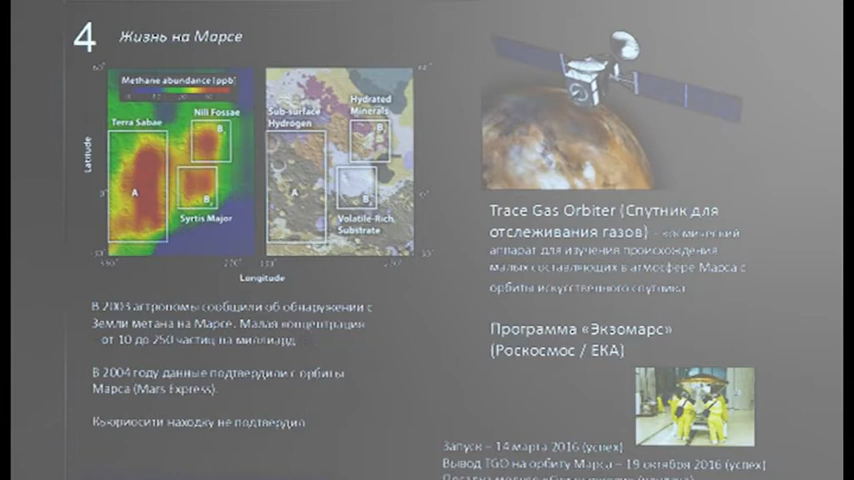 4 Жизнь на Марсе
Methane abundance [ppb]
Terra Sabae
Nili Fossae
B
A
B
Syrtis Major
Latitude
Longitude
Sub-surface
Hydrogen
Hydrated
Minerals
B
A
B
Volatile-Rich
Substrate
Trace Gas Orbiter (Спутник для
отслеживания газов) - космический
аппарат для изучения происхождения
малых составляющих в атмосфере Марса с
орбиты искусственного спутника
В 2003 астрономы сообщили об обнаружении с
Земли метана на Марсе. Малая концентрация
– от 10 до 250 частиц на миллиард
В 2004 году данные подтвердили с орбиты
Марса (Mars Express).
Кьюриосити находку не подтвердил
Программа «Экзомарс»
(Роскосмос / ЕКА)
Запуск – 14 марта 2016 (успех)
Вывод TGO на орбиту Марса – 19 октября 2016 (успех)